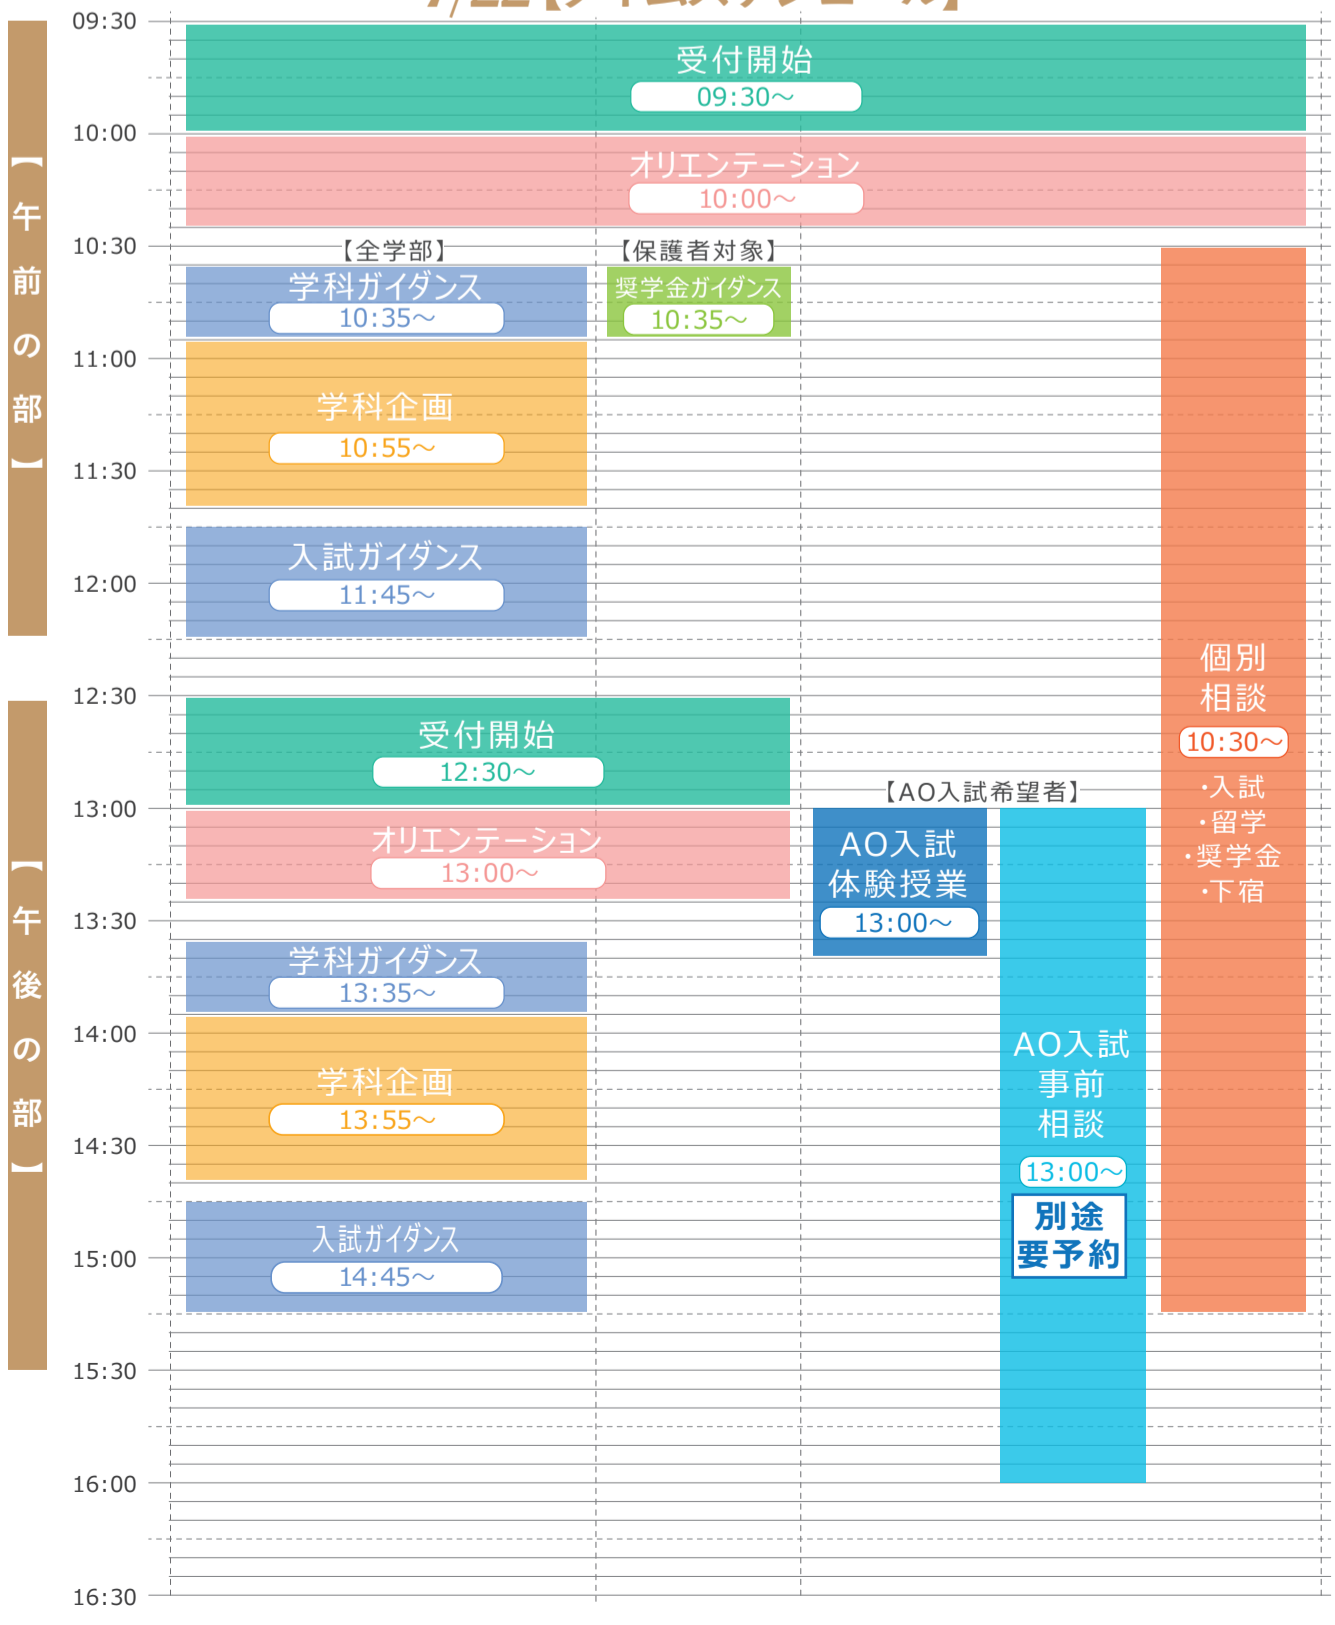 09:30
受付開始
09:30～
10:00
オリエンテーション
10:00～
【午前の部】
10:30
【全学部】
【保護者対象】
学科ガイダンス
10:35～
奨学金ガイダンス
10:35～
11:00
学科企画
10:55～
11:30
入試ガイダンス
11:45～
12:00
個別
相談
10:30～
・入試
・留学
・奨学金
・下宿
12:30
受付開始
12:30～
【AO入試希望者】
13:00
オリエンテーション
13:00～
AO入試
体験授業
13:00～
【午後の部】
13:30
学科ガイダンス
13:35～
14:00
学科企画
13:55～
AO入試
事前
相談
13:00～
別途
要予約
14:30
入試ガイダンス
14:45～
15:00
15:30
16:00
16:30